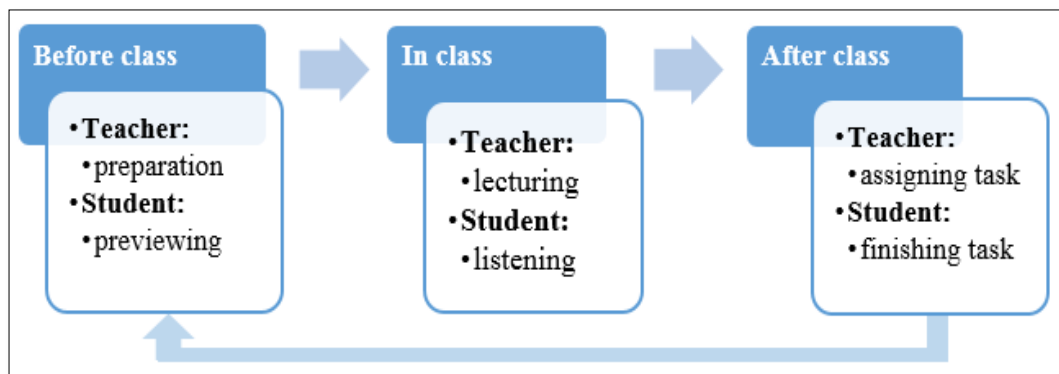 Before class
• Teacher:
• preparation
• Student:
• previewing
In class
• Teacher:
• lecturing
• Student:
• listening
After class
• Teacher:
• assigning task
• Student:
• finishing task